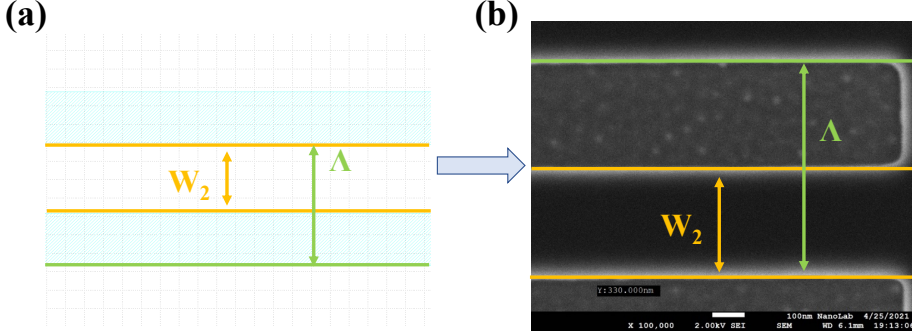 (a)
(b)
Λ
W2
Λ
W2
Y:330.000nm
100nm NanoLab 4/25/2021
X 100,000 2.00kV SEI SEM WD 6.1mm 19:13:06